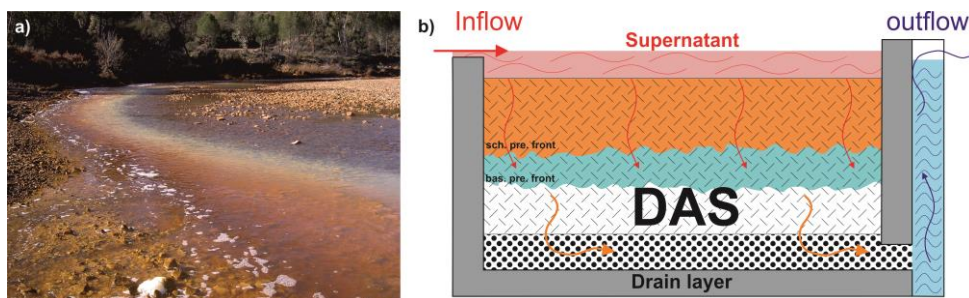 a)
b)
Inflow
Supernatant
outflow
sch. pre. front
bas. pre. front
DAS
Drain layer